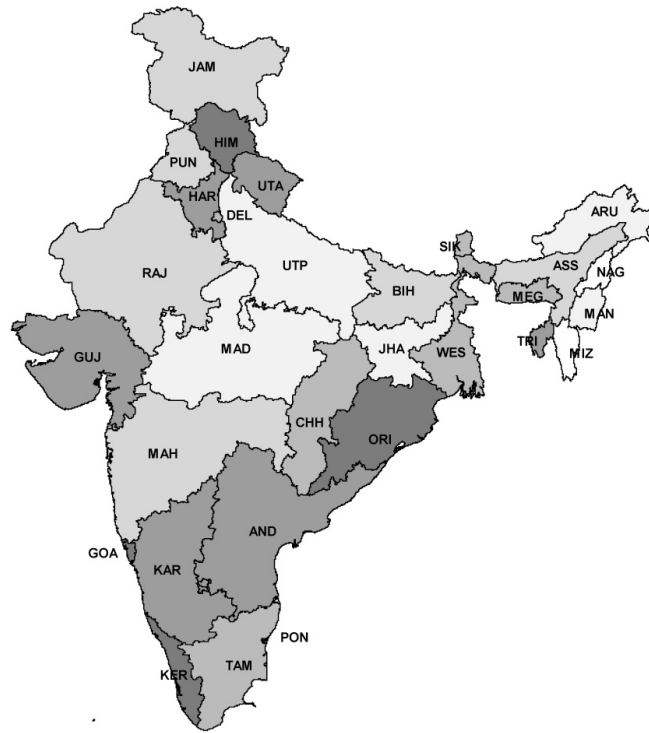 JAM
HIM
PUN
UTA
HAR
DEL
ARU
SIK
UTP
ASS
RAJ
BIH
NAG
MEG
MAN
TRI
MAD
JHA
WES
MIZ
GUJ
CHH
ORI
MAH
AND
GOA
KAR
PON
TAM
KER